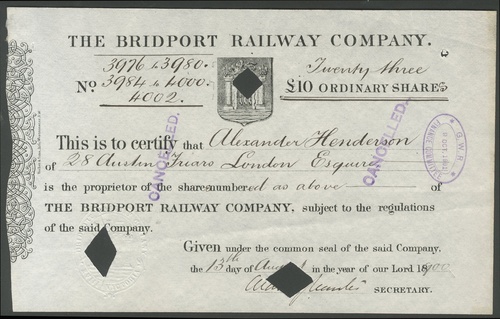 THE BRIDPORT RAILWAY COMPANY.
3976 to 3980.
No 3984 to 4000.
4002.
Twenty three
£10 ORDINARY SHARES
This is to certify that Alexander Henderson
of 28 Austin Friars London Esquire
is the proprietor of the shares numbered as above of
THE BRIDPORT RAILWAY COMPANY, subject to the regulations
of the said Company.
Given under the common seal of the said Company,
the 13th day of August in the year of our Lord 1900
SECRETARY.
CANCELLED.
CANCELLED.
G.W.R.